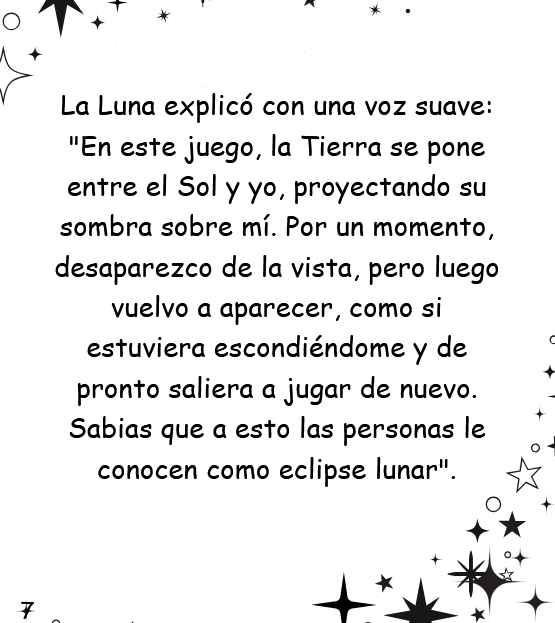 La Luna explicó con una voz suave:
"En este juego, la Tierra se pone
entre el Sol y yo, proyectando su
sombra sobre mí. Por un momento,
desaparezco de la vista, pero luego
vuelvo a aparecer, como si
estuviera escondiéndome y de
pronto saliera a jugar de nuevo.
Sabias que a esto las personas le
conocen como eclipse lunar".
7